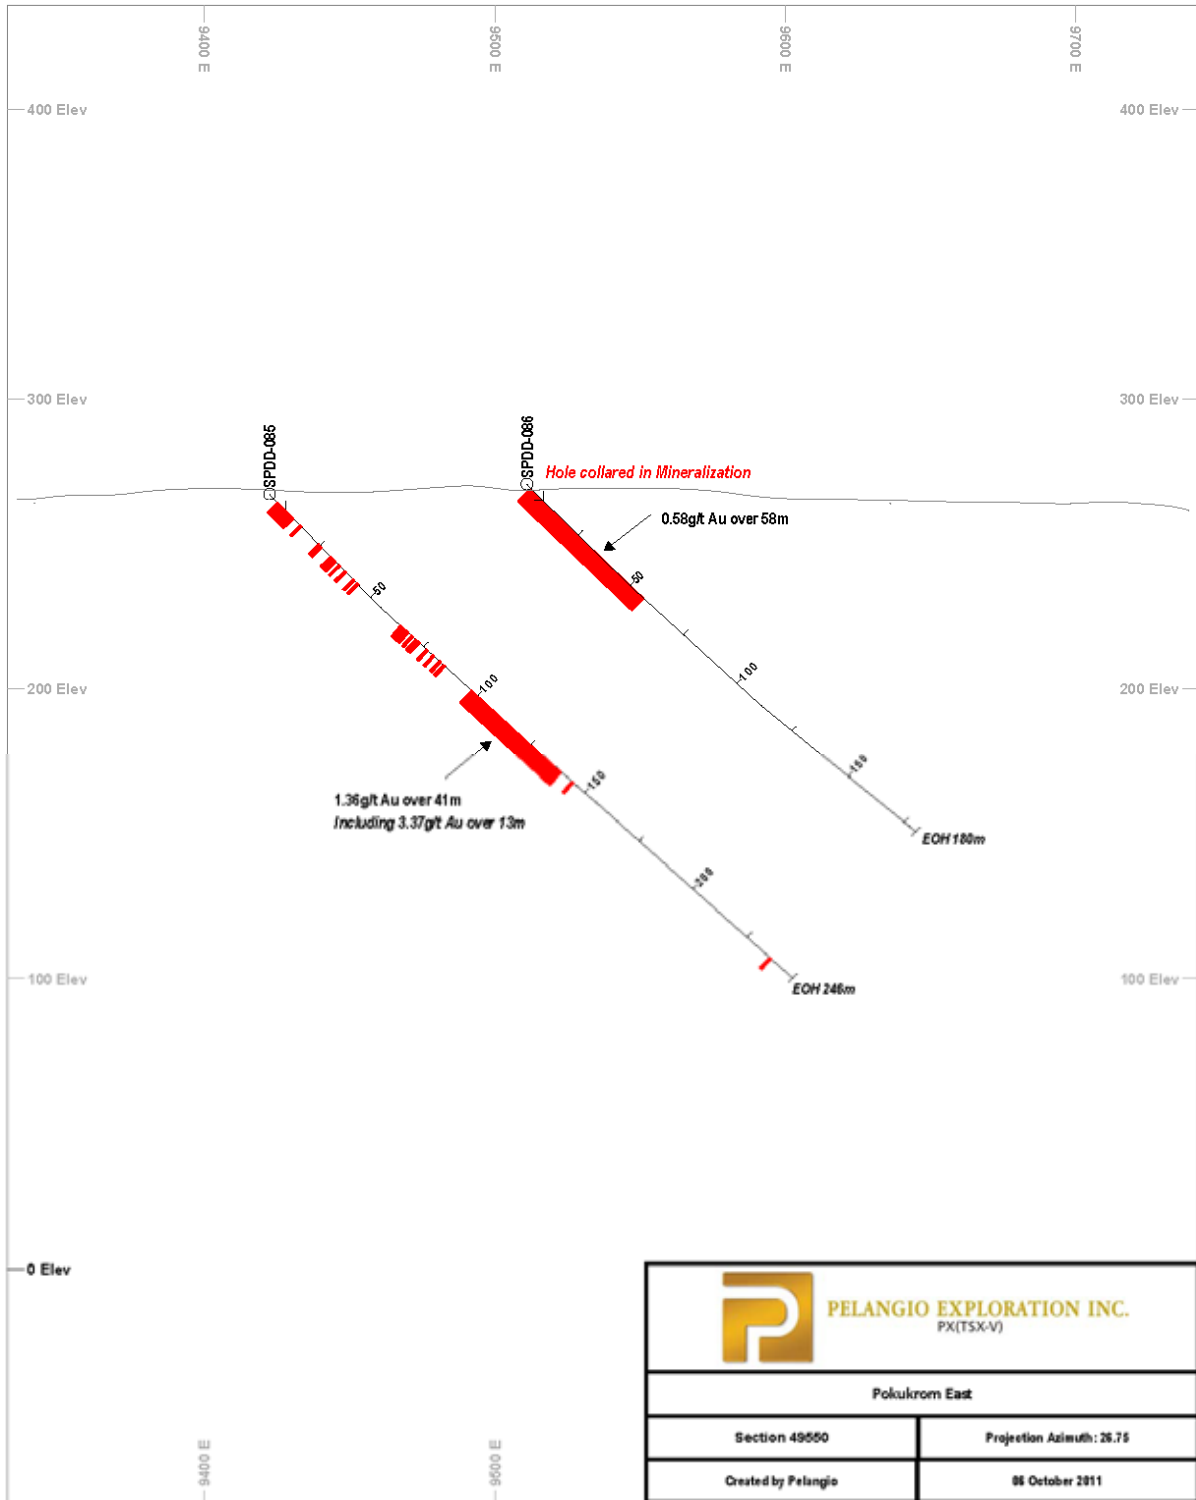 9400 E
9500 E
9600 E
9700 E
400 Elev
400 Elev
300 Elev
300 Elev
SPDD-085
SPDD-086
Hole collared in Mineralization
0.58g/t Au over 58m
50
50
100
200 Elev
100
200 Elev
150
150
1.36g/t Au over 41m
Including 3.37g/t Au over 13m
EOH 180m
200
100 Elev
EOH 246m
100 Elev
0 Elev
P
PELANGIO EXPLORATION INC.
PX(TSX-V)
Pokukrom East
Section 49550
Projection Azimuth: 26.75
Created by Pelangio
06 October 2011
9400 E
9500 E